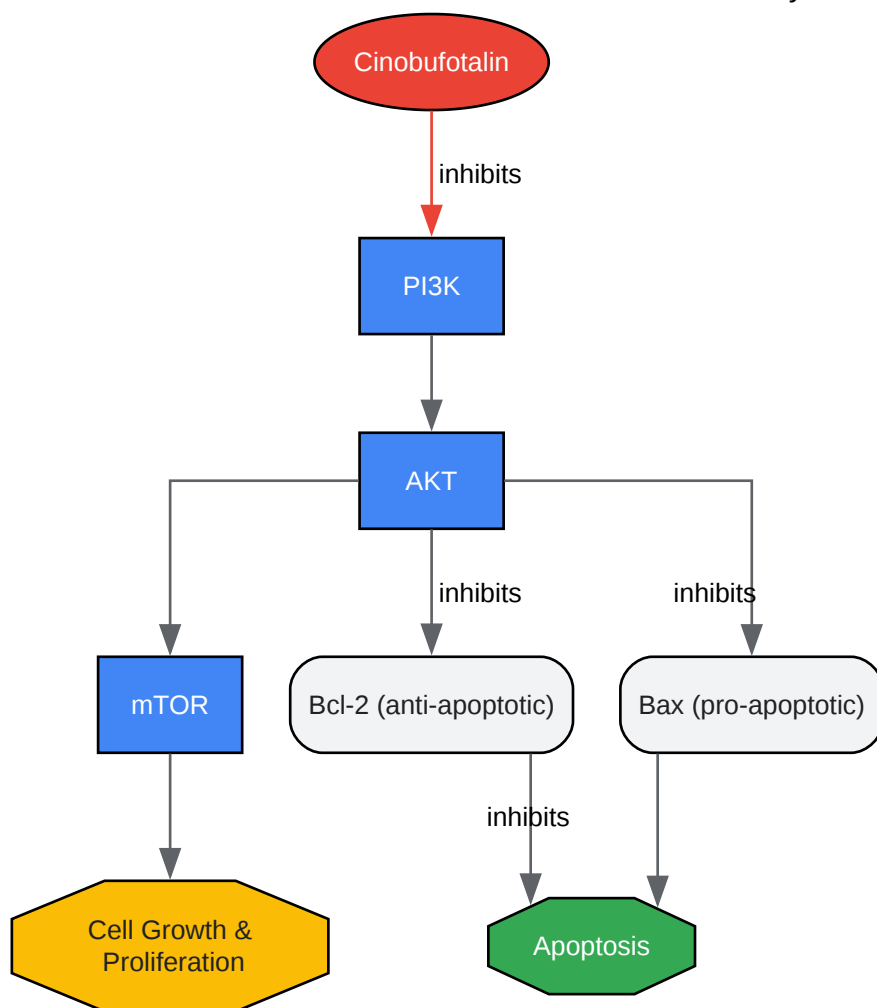 Cinobufotalin
inhibits
PI3K
AKT
inhibits
inhibits
mTOR
Bcl-2 (anti-apoptotic)
Bax (pro-apoptotic)
inhibits
Cell Growth &
Proliferation
Apoptosis